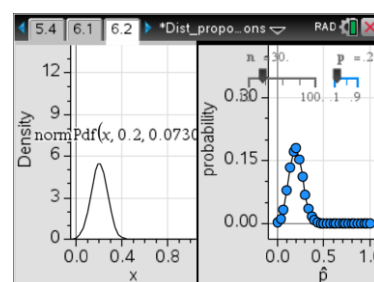 5.4 6.1 6.2 *Dist_propo...ons RAD
12
9
6
3
0
Density
normPdf(x, 0.2, 0.0730
0.0 0.4 0.8
x
n = 30.
100.
p = .2
.1 .9
0.30
0.15
0.00
probability
0.0 0.5 1.0
p̂